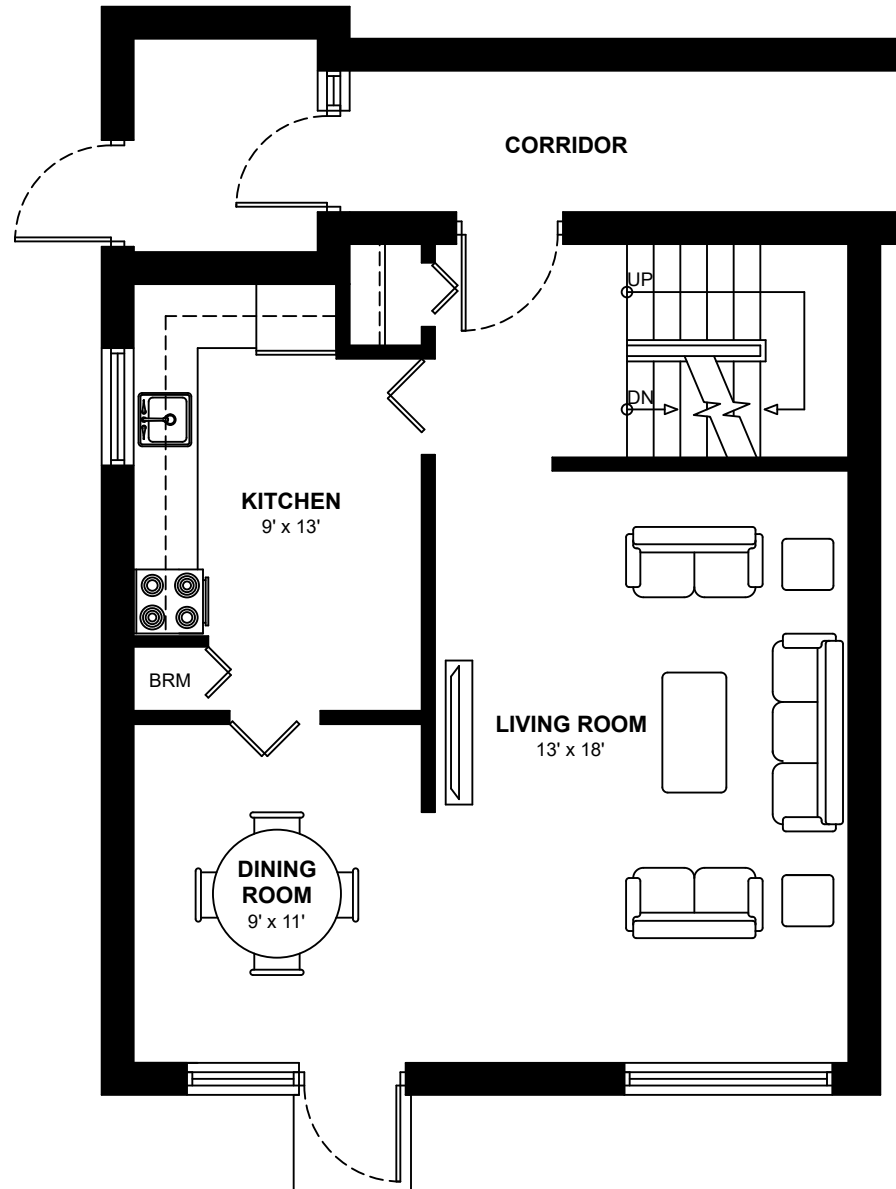 CORRIDOR
UP
DN
KITCHEN
9' x 13'
BRM
LIVING ROOM
13' x 18'
DINING
ROOM
9' x 11'